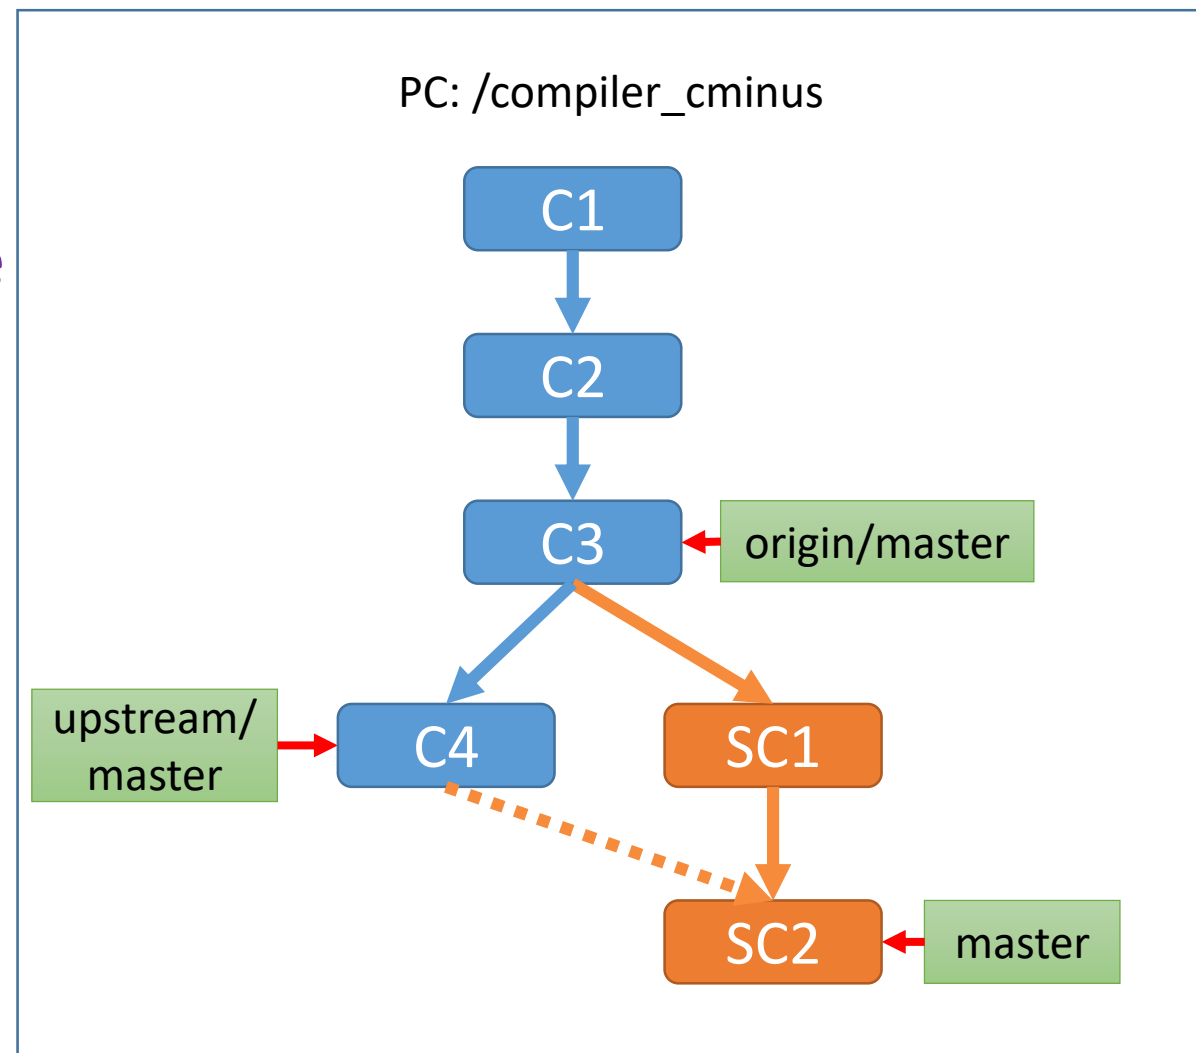 PC: /compiler_cminus
C1
C2
C3
origin/master
upstream/
master
C4
SC1
SC2
master